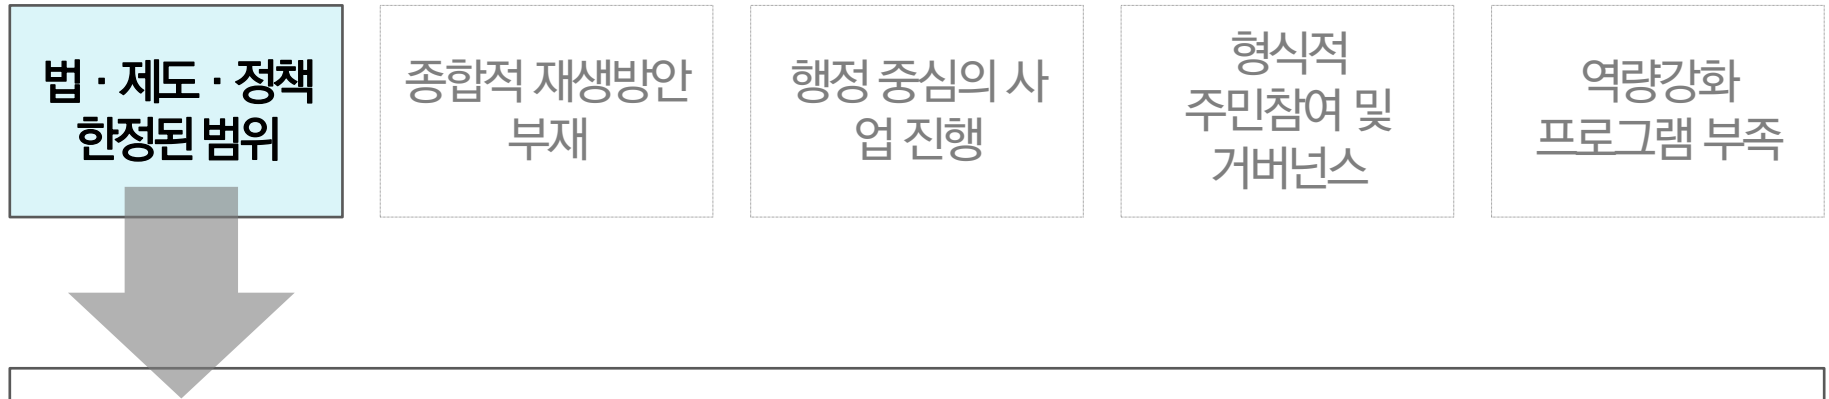 법 · 제도 · 정책
한정된 범위
종합적 재생방안
부재
행정 중심의 사
업 진행
형식적
주민참여 및
거버넌스
역량강화
프로그램 부족